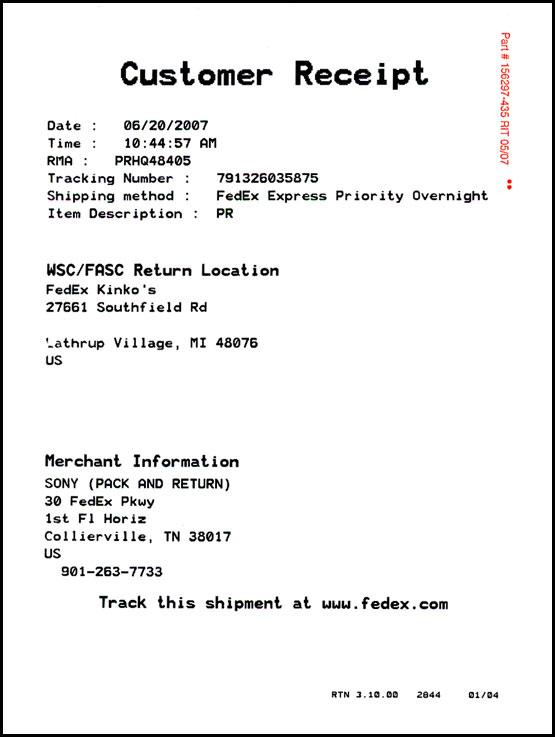 Customer Receipt
Part # 156297-435 RIT 05/07
Date : 06/20/2007
Time : 10:44:57 AM
RMA : PRHQ48405
Tracking Number : 791326035875
Shipping method : FedEx Express Priority Overnight
Item Description : PR
WSC/FASC Return Location
FedEx Kinko's
27661 Southfield Rd
Lathrup Village, MI 48076
US
Merchant Information
SONY (PACK AND RETURN)
30 FedEx Pkwy
1st Fl Horiz
Collierville, TN 38017
US
901-263-7733
Track this shipment at www.fedex.com
RTN 3.10.00 2844 01/04